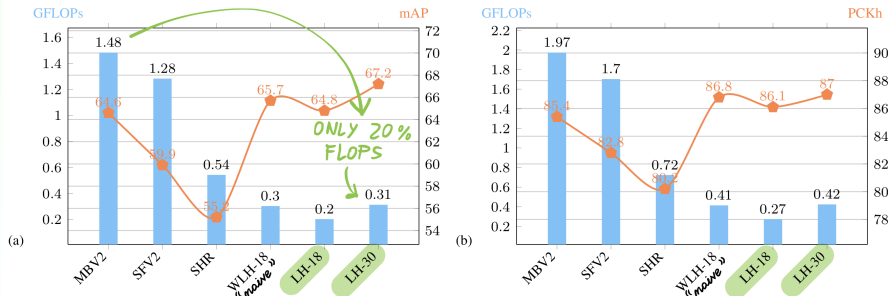 GFLOPs
mAP
1.6
1.4
1.2
1
0.8
0.6
0.4
0.2
72
70
68
66
64
62
60
58
56
54
1.48
1.28
0.54
0.3
0.2
0.31
64.6
59.9
55.2
65.7
64.8
67.2
ONLY 20%
FLOPS
MBV2
SFV2
SHR
WLH-18
"naive"
LH-18
LH-30
(a)
GFLOPs
PCKh
2.2
2
1.8
1.6
1.4
1.2
1
0.8
0.6
0.4
0.2
90
88
86
84
82
80
78
1.97
1.7
0.72
0.41
0.27
0.42
85.4
82.8
80.2
86.8
86.1
87
MBV2
SFV2
SHR
WLH-18
"naive"
LH-18
LH-30
(b)